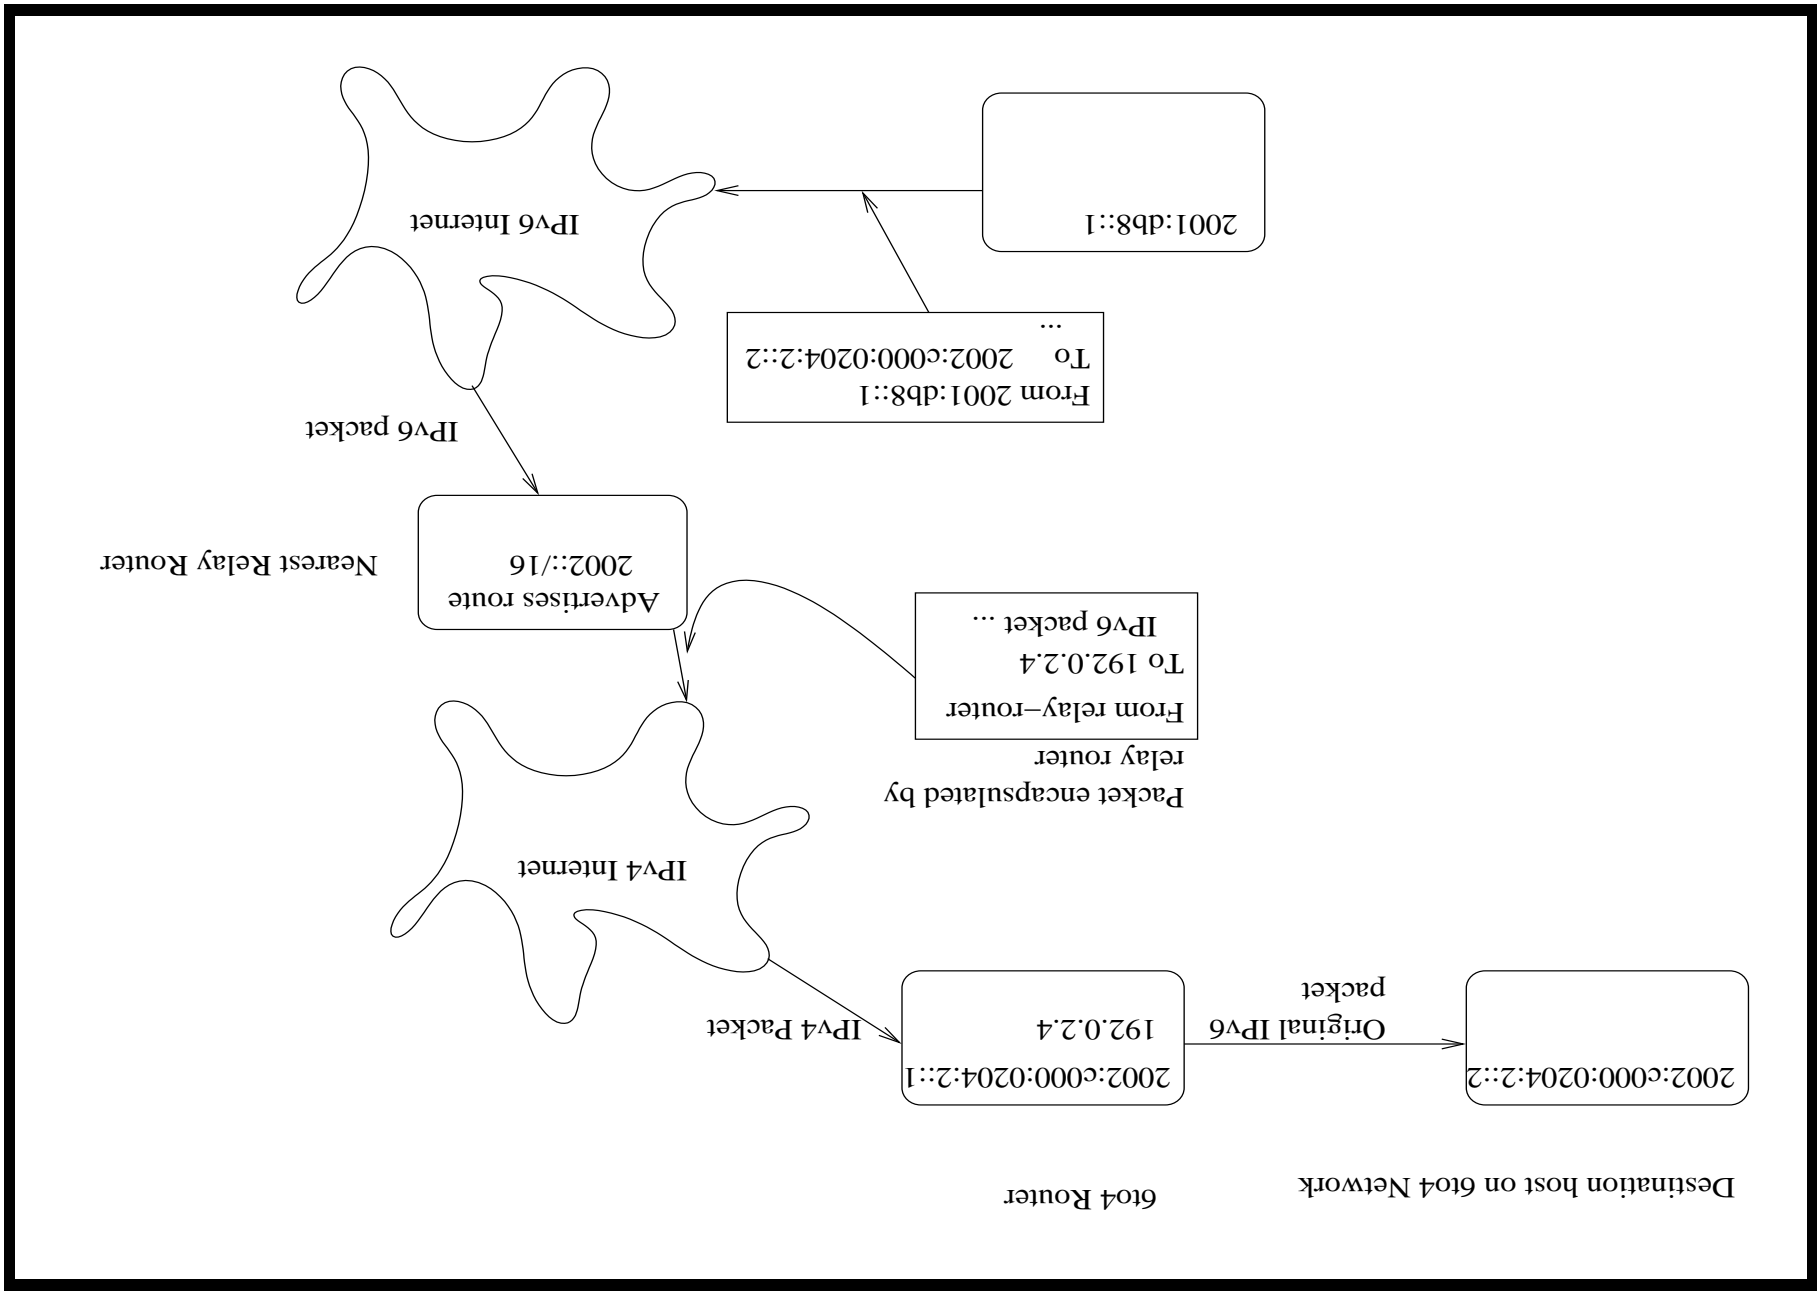 Destination host on 6to4 Network
6to4 Router
2002:c000:0204:2::2
2002:c000:0204:2::1
192.0.2.4
Original IPv6
packet
IPv4 Packet
IPv4 Internet
Packet encapsulated by
relay router
From relay-router
To 192.0.2.4
IPv6 packet ...
Advertises route
2002::/16
Nearest Relay Router
IPv6 packet
From 2001:db8::1
To 2002:c000:0204:2::2
...
2001:db8::1
IPv6 Internet